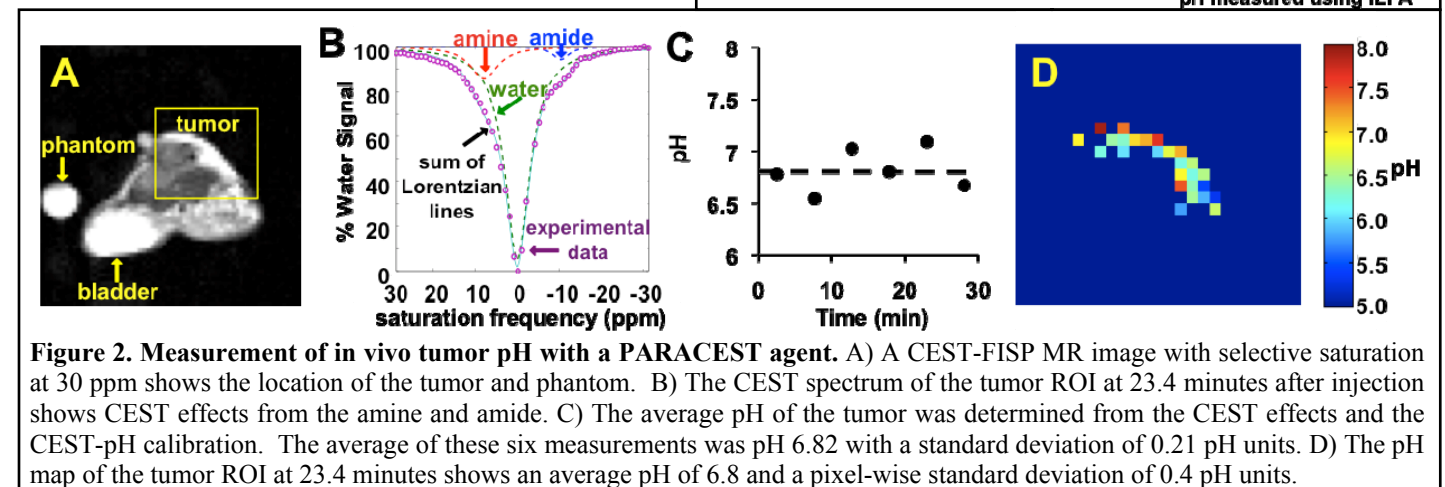 pH measured using IEPA
A
tumor
phantom
bladder
B
amine amide
water
sum of
Lorentzian
lines
experimental
data
% Water Signal
100
80
60
40
20
0
30 20 10 0 -10 -20 -30
saturation frequency (ppm)
C
pH
8
7.5
7
6.5
6
0 10 20 30
Time (min)
D
8.0
7.5
7.0
6.5
6.0
5.5
5.0
pH
Figure 2. Measurement of in vivo tumor pH with a PARACEST agent. A) A CEST-FISP MR image with selective saturation
at 30 ppm shows the location of the tumor and phantom. B) The CEST spectrum of the tumor ROI at 23.4 minutes after injection
shows CEST effects from the amine and amide. C) The average pH of the tumor was determined from the CEST effects and the
CEST-pH calibration. The average of these six measurements was pH 6.82 with a standard deviation of 0.21 pH units. D) The pH
map of the tumor ROI at 23.4 minutes shows an average pH of 6.8 and a pixel-wise standard deviation of 0.4 pH units.